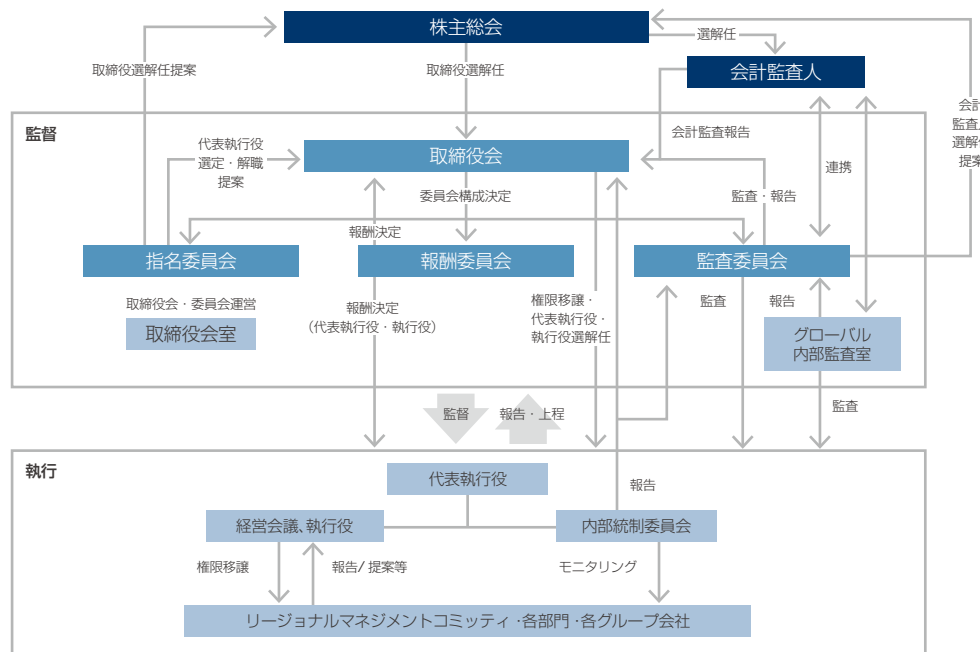 株主総会
選解任
会計監査人
取締役選解任提案
取締役選解任
監督
代表執行役
選定・解職
提案
取締役会
会計監査報告
連携
委員会構成決定
監査・報告
報酬決定
指名委員会
報酬委員会
監査委員会
取締役会・委員会運営
取締役会室
報酬決定
(代表執行役・執行役)
権限移譲・
代表執行役・
執行役選解任
監査
報告
グローバル
内部監査室
監督
報告・上程
監査
執行
代表執行役
報告
経営会議、執行役
内部統制委員会
権限移譲
報告/提案等
モニタリング
リージョナルマネジメントコミッティ・各部門・各グループ会社
会計
監査
選解
提案